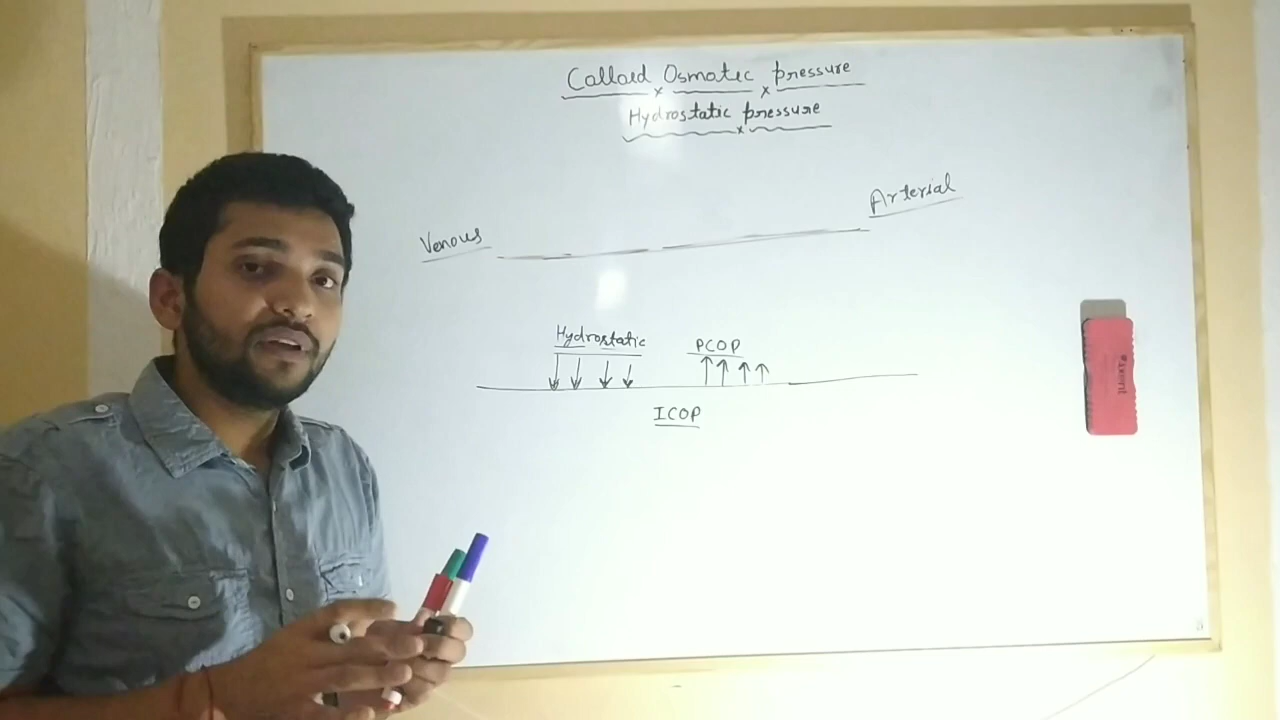 Colloid Osmotic pressure
Hydrostatic pressure
Arterial
Venous
Hydrostatic
PCOP
ICOP